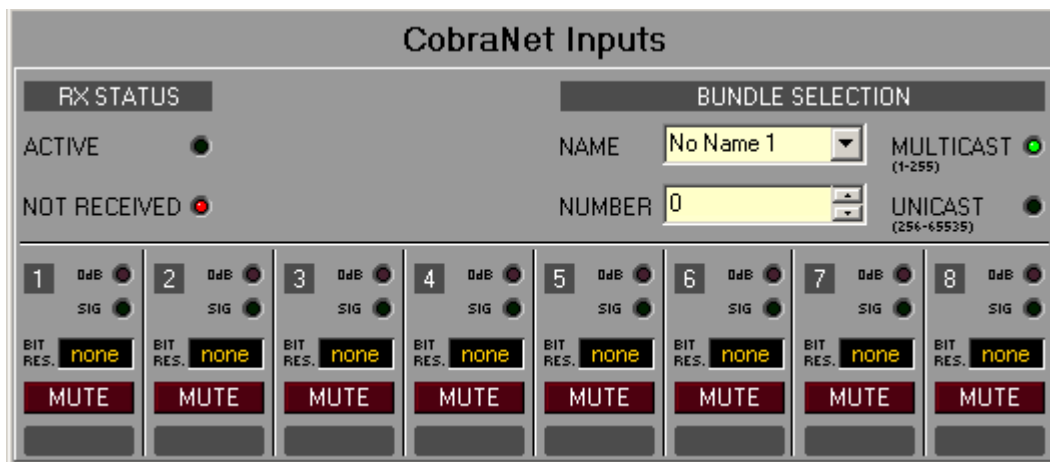 CobraNet Inputs
RX STATUS
BUNDLE SELECTION
ACTIVE
NAME No Name 1 MULTICAST
(1-255)
NOT RECEIVED
NUMBER 0 UNICAST
(256-65535)
1 0dB 2 0dB 3 0dB 4 0dB 5 0dB 6 0dB 7 0dB 8 0dB
SIG SIG SIG SIG SIG SIG SIG SIG
BIT RES. none BIT RES. none BIT RES. none BIT RES. none BIT RES. none BIT RES. none BIT RES. none BIT RES. none
MUTE MUTE MUTE MUTE MUTE MUTE MUTE MUTE